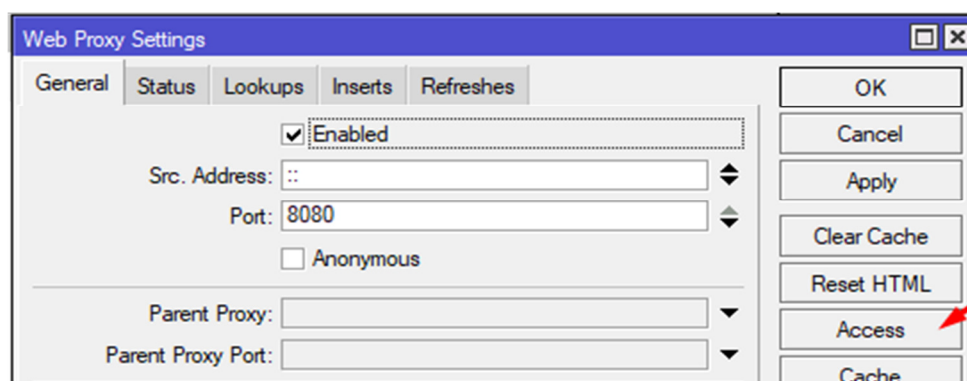 Web Proxy Settings
General Status Lookups Inserts Refreshes
Enabled
Src. Address: ::
Port: 8080
Anonymous
Parent Proxy:
Parent Proxy Port:
OK
Cancel
Apply
Clear Cache
Reset HTML
Access
Cache